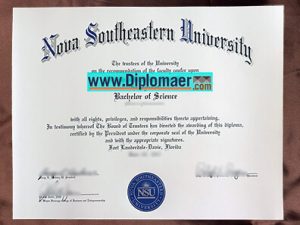 Nova Southeastern University
The trustees of the University
on the recommendation of the faculty confer upon
www.Diplomaer.com
Bachelor of Science
with all rights, privileges, and responsibilities thereto appertaining.
In testimony whereof The Board of Trustees has directed the awarding of this diploma,
certified by the President under the corporate seal of the University
and with the appropriate signatures.
Fort Lauderdale-Davie, Florida
NSU